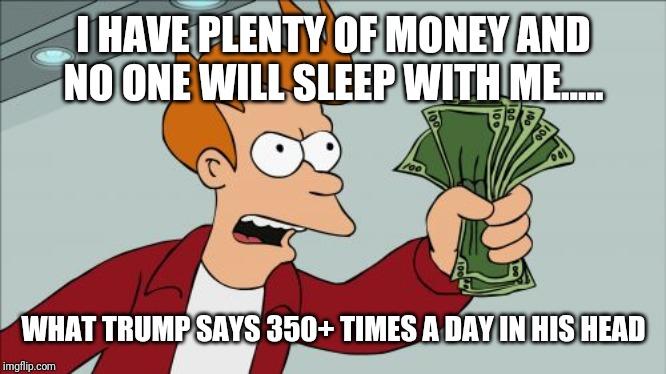 I HAVE PLENTY OF MONEY AND
NO ONE WILL SLEEP WITH ME.....
WHAT TRUMP SAYS 350+ TIMES A DAY IN HIS HEAD
imgflip.com